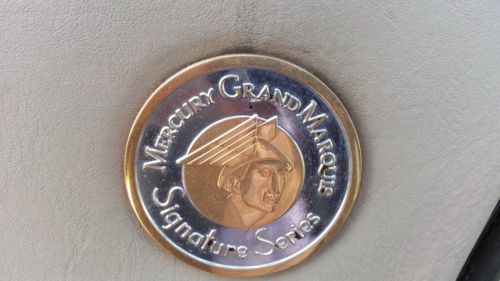 Mercury Grand Marquis
Signature Series